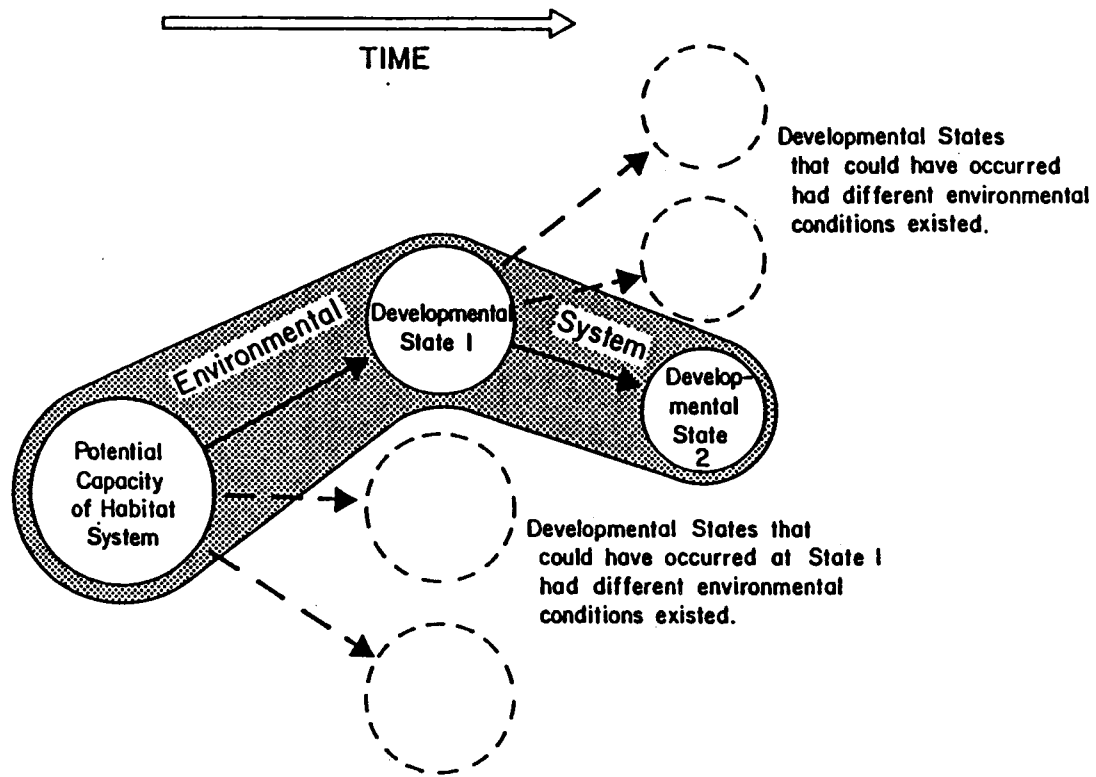 TIME
Developmental States
that could have occurred
had different environmental
conditions existed.
Environmental
Developmental
State 1
System
Develop-
mental
State
2
Potential
Capacity
of Habitat
System
Developmental States that
could have occurred at State 1
had different environmental
conditions existed.